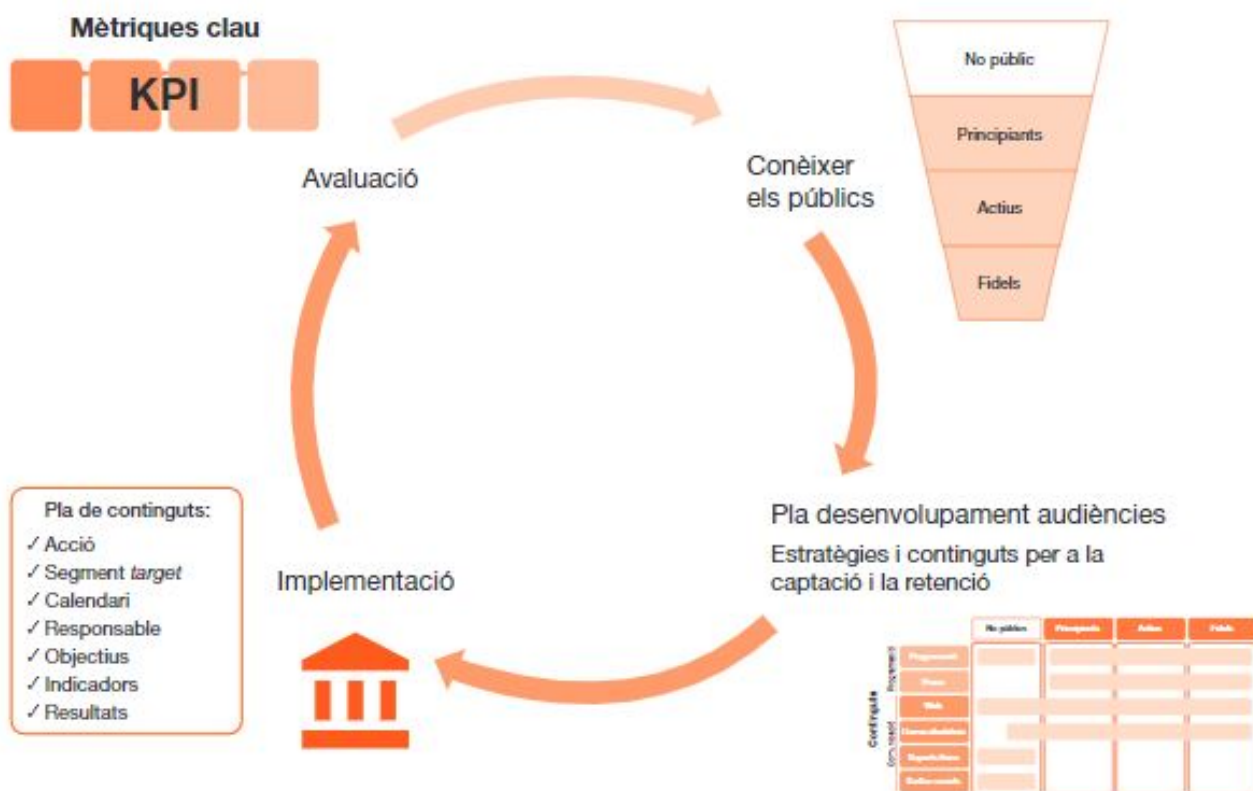 Mètriques clau
KPI
Avaluació
Conèixer
els públics
No públic
Principiants
Actius
Fidels
Pla desenvolupament audiències
Estratègies i continguts per a la
captació i la retenció
Implementació
Pla de continguts:
✓ Acció
✓ Segment target
✓ Calendari
✓ Responsable
✓ Objectius
✓ Indicadors
✓ Resultats
No públics
Principiants
Actius
Fidels
Continguts
Programació
Web